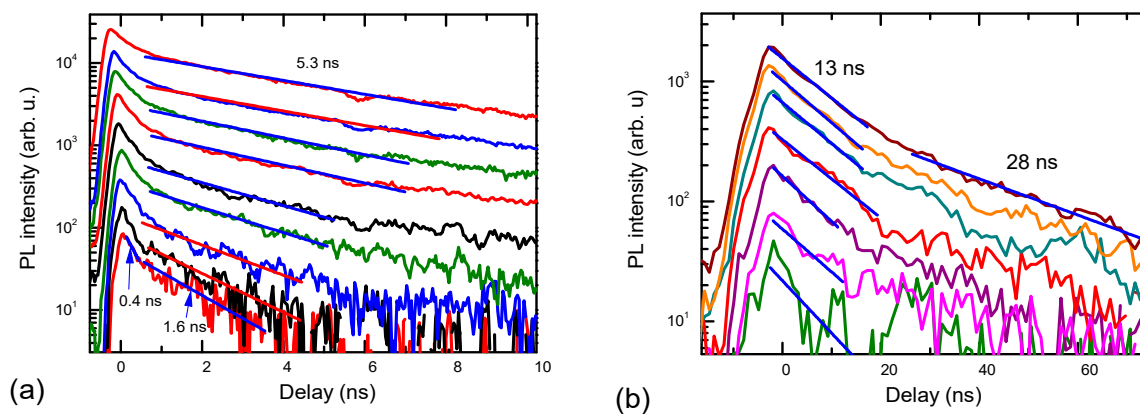 PL intensity (arb. u.)
10⁴
10³
10²
10¹
5.3 ns
0.4 ns
1.6 ns
0 2 4 6 8 10
Delay (ns)
(a)
PL intensity (arb. u)
10³
10²
10¹
13 ns
28 ns
0 20 40 60
Delay (ns)
(b)